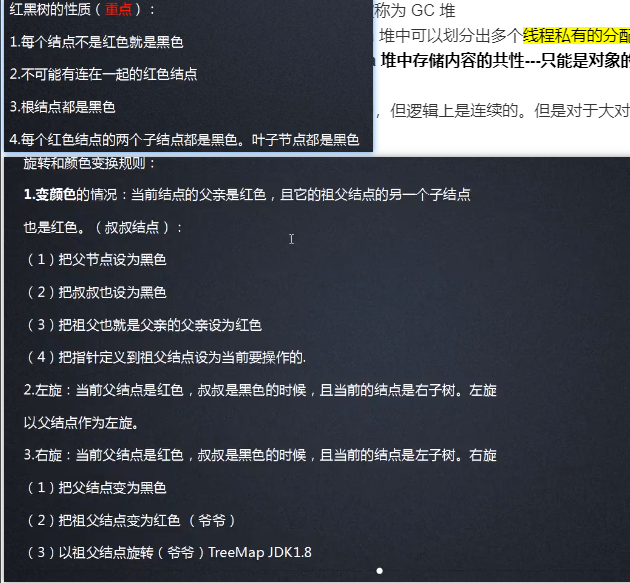 红黑树的性质（重点）：
1.每个结点不是红色就是黑色
2.不可能有连在一起的红色结点
3.根结点都是黑色
4.每个红色结点的两个子结点都是黑色。叶子节点都是黑色
称为 GC 堆
堆中可以划分出多个线程私有的分配
堆中存储内容的共性---只能是对象的
，但逻辑上是连续的。但是对于大对
旋转和颜色变换规则：
1.变颜色的情况：当前结点的父亲是红色，且它的祖父结点的另一个子结点
也是红色。（叔叔结点）：
（1）把父节点设为黑色
（2）把叔叔也设为黑色
（3）把祖父也就是父亲的父亲设为红色
（4）把指针定义到祖父结点设为当前要操作的.
2.左旋：当前父结点是红色，叔叔是黑色的时候，且当前的结点是右子树。左旋
以父结点作为左旋。
3.右旋：当前父结点是红色，叔叔是黑色的时候，且当前的结点是左子树。右旋
（1）把父结点变为黑色
（2）把祖父结点变为红色 （爷爷）
（3）以祖父结点旋转（爷爷）TreeMap JDK1.8